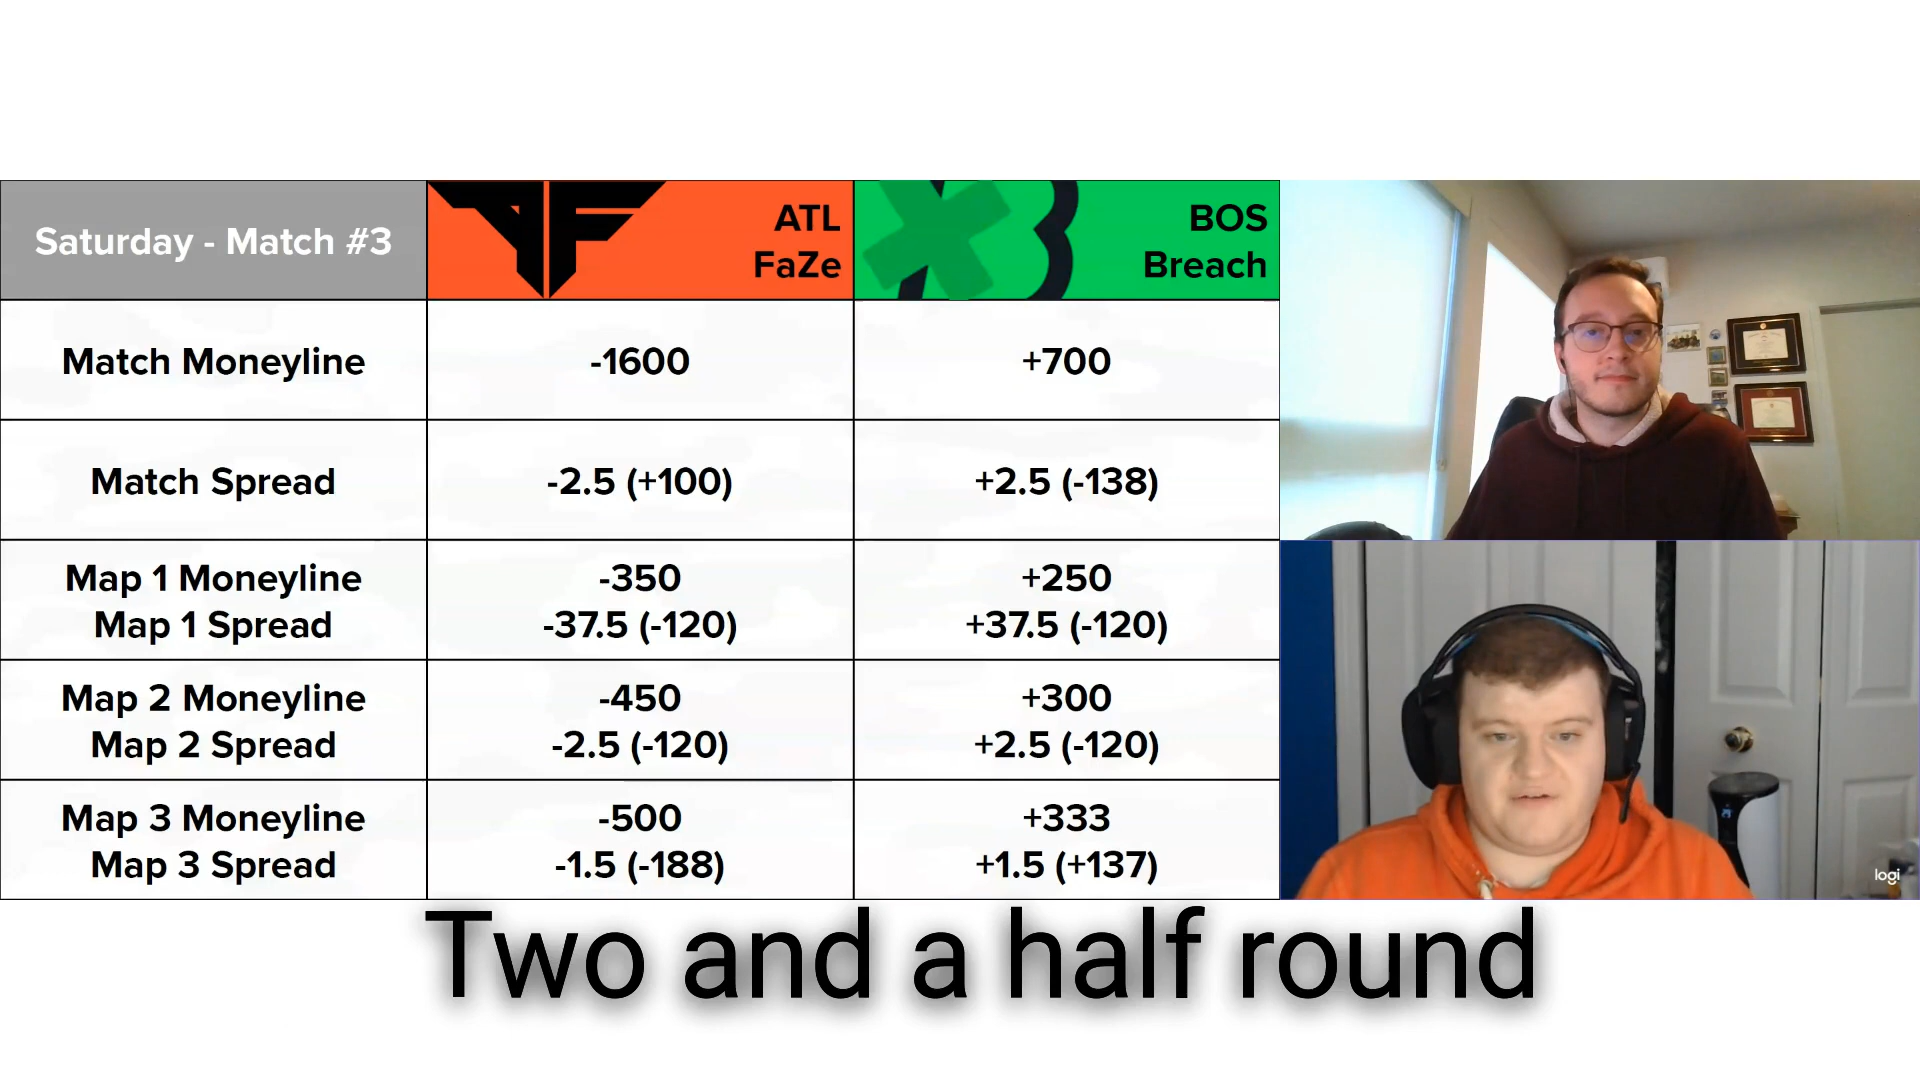 Saturday - Match #3
ATL
FaZe
BOS
Breach
Match Moneyline
-1600
+700
Match Spread
-2.5 (+100)
+2.5 (-138)
Map 1 Moneyline
Map 1 Spread
-350
-37.5 (-120)
+250
+37.5 (-120)
Map 2 Moneyline
Map 2 Spread
-450
-2.5 (-120)
+300
+2.5 (-120)
Map 3 Moneyline
Map 3 Spread
-500
-1.5 (-188)
+333
+1.5 (+137)
logi
Two and a half round